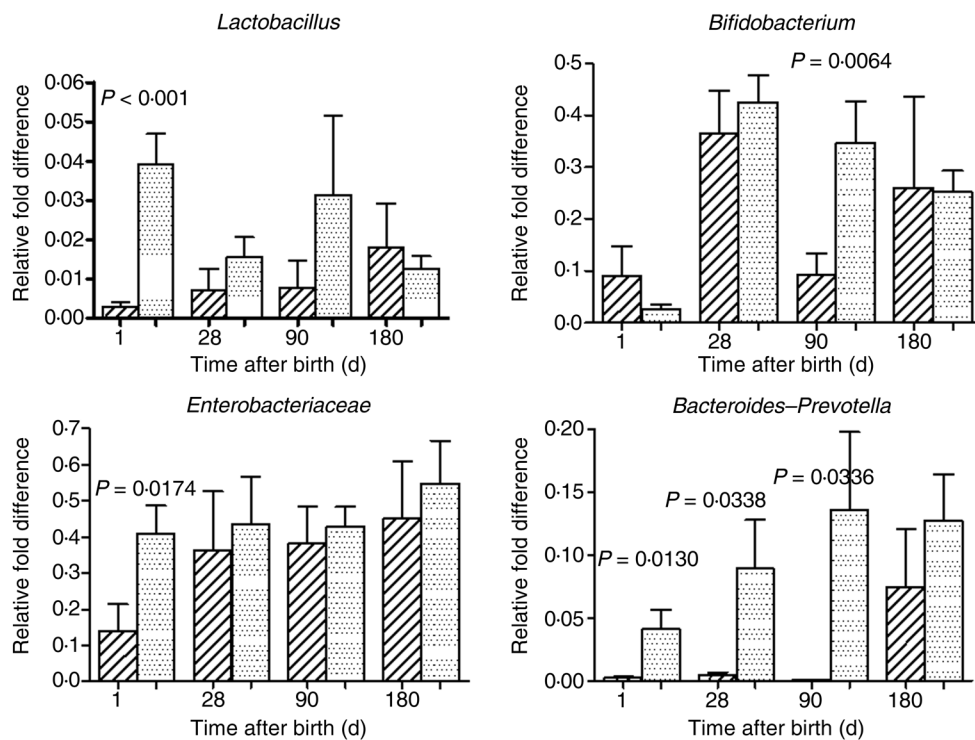 Lactobacillus
Relative fold difference
0·06
0·05
0·04
0·03
0·02
0·01
0·00
P < 0·001
1 28 90 180
Time after birth (d)
Bifidobacterium
Relative fold difference
0·5
0·4
0·3
0·2
0·1
0·0
P = 0·0064
1 28 90 180
Time after birth (d)
Enterobacteriaceae
Relative fold difference
0·7
0·6
0·5
0·4
0·3
0·2
0·1
0·0
P = 0·0174
1 28 90 180
Time after birth (d)
Bacteroides–Prevotella
Relative fold difference
0·20
0·15
0·10
0·05
0·00
P = 0·0130
P = 0·0338
P = 0·0336
1 28 90 180
Time after birth (d)